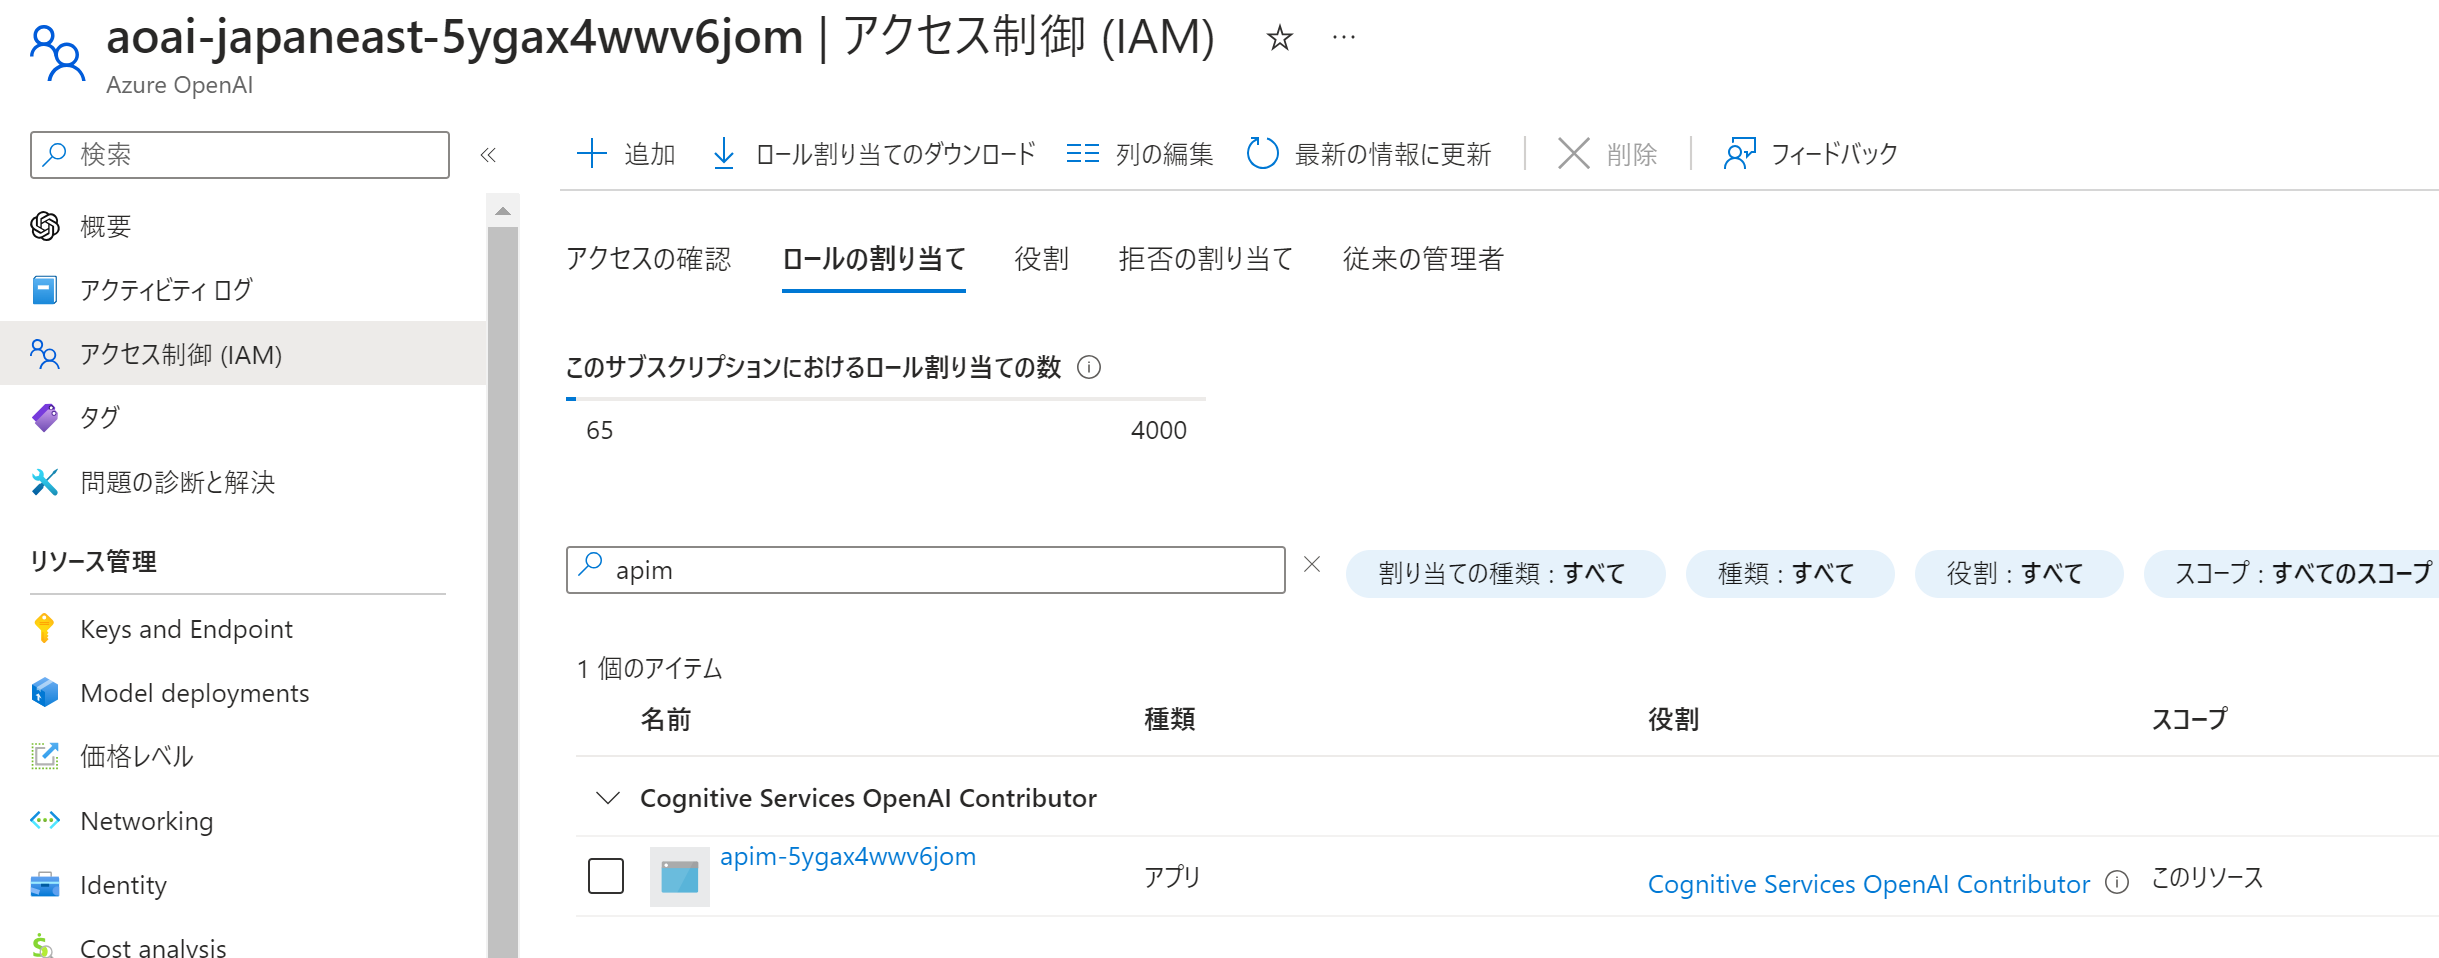 aoai-japaneast-5ygax4wwv6jom | アクセス制御 (IAM)
Azure OpenAI
検索
概要
アクティビティ ログ
アクセス制御 (IAM)
タグ
問題の診断と解決
リソース管理
Keys and Endpoint
Model deployments
価格レベル
Networking
Identity
Cost analysis
追加
ロール割り当てのダウンロード
列の編集
最新の情報に更新
削除
フィードバック
アクセスの確認
ロールの割り当て
役割
拒否の割り当て
従来の管理者
このサブスクリプションにおけるロール割り当ての数
65
4000
apim
割り当ての種類 : すべて
種類 : すべて
役割 : すべて
スコープ : すべてのスコープ
1 個のアイテム
名前
種類
役割
スコープ
Cognitive Services OpenAI Contributor
apim-5ygax4wwv6jom
アプリ
Cognitive Services OpenAI Contributor
このリソース